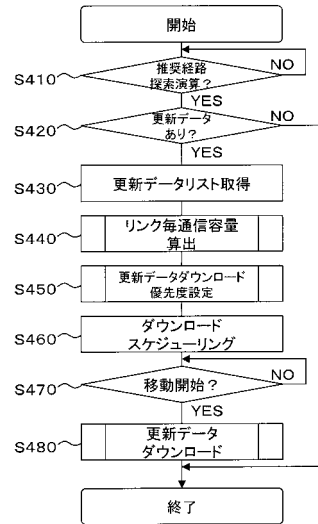 開始
推奨経路
探索演算？
NO
S410
YES
更新データ
あり？
NO
S420
YES
S430
更新データリスト取得
S440
リンク毎通信容量
算出
S450
更新データダウンロード
優先度設定
S460
ダウンロード
スケジューリング
S470
移動開始？
NO
YES
S480
更新データ
ダウンロード
終了